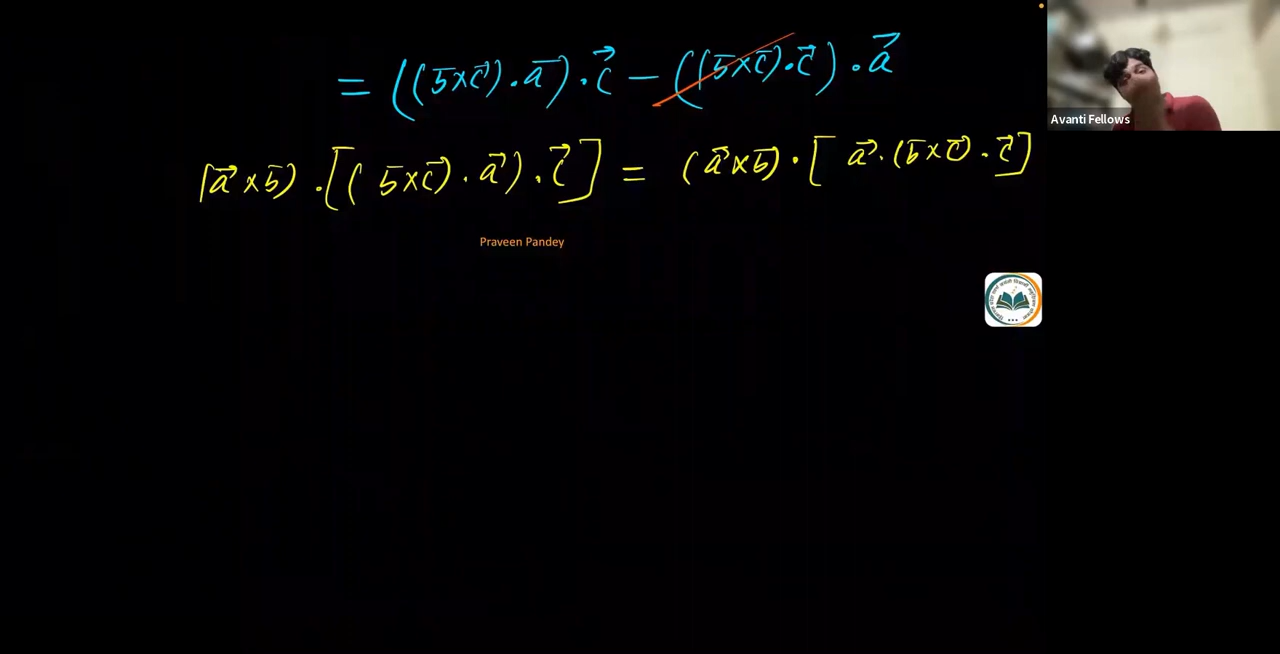 = ((b̄×c⃗)·ā)·c⃗ − ((b̄×c̄)·c⃗)·a⃗
Avanti Fellows
(a⃗×b̄)·[(b̄×c⃗)·a⃗)·c⃗] = (a⃗×b̄)·[a⃗·(b̄×c⃗)·c⃗]
Praveen Pandey